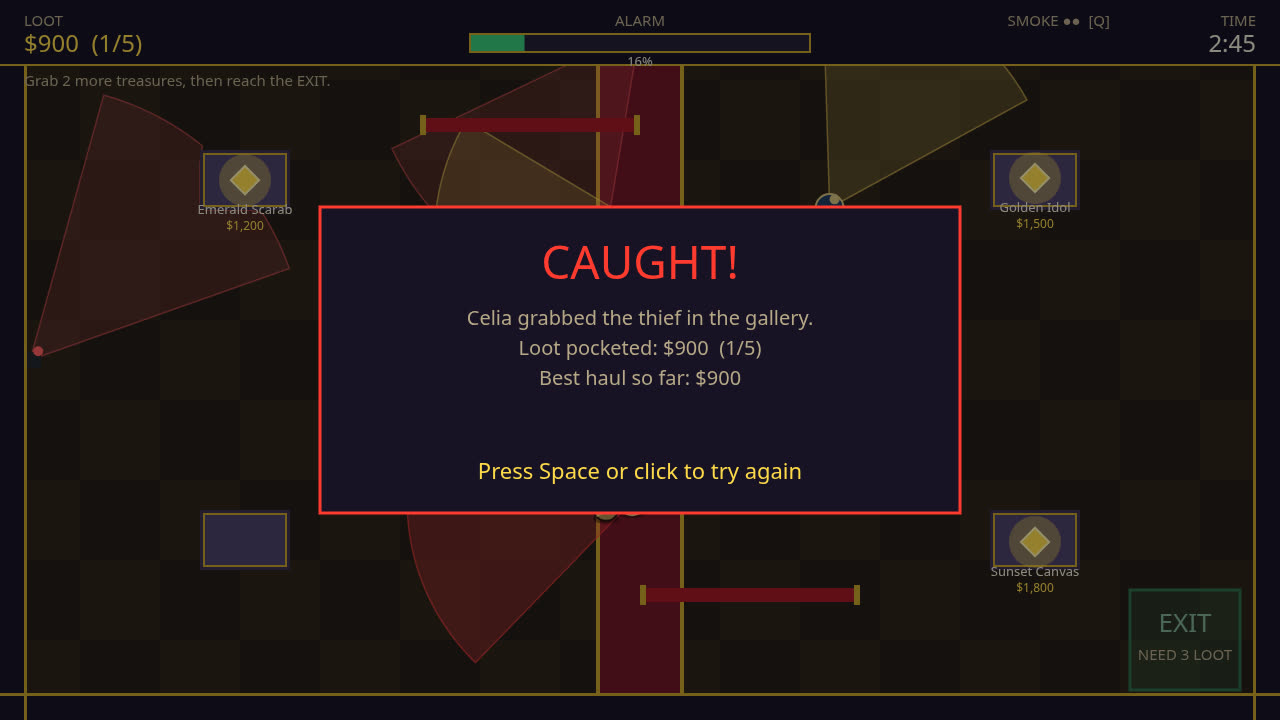 LOOT
$900 (1/5)
ALARM
16%
SMOKE ●● [Q]
TIME
2:45
Grab 2 more treasures, then reach the EXIT.
Emerald Scarab
$1,200
Golden Idol
$1,500
CAUGHT!
Celia grabbed the thief in the gallery.
Loot pocketed: $900 (1/5)
Best haul so far: $900
Press Space or click to try again
Sunset Canvas
$1,800
EXIT
NEED 3 LOOT